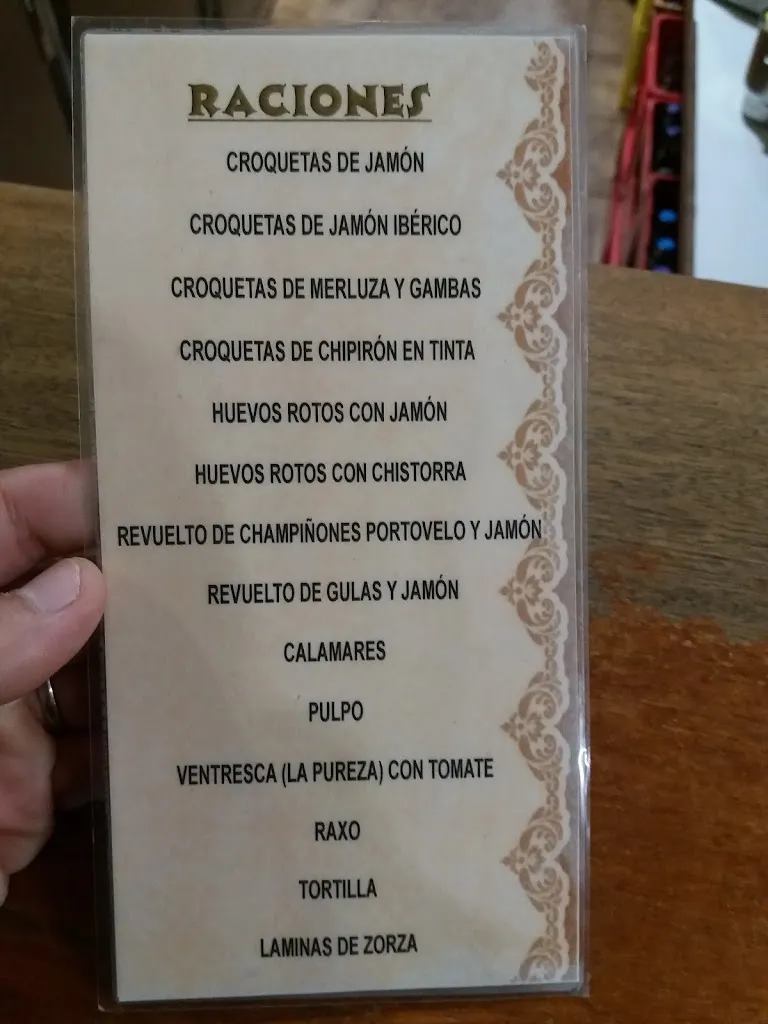 RACIONES
CROQUETAS DE JAMÓN
CROQUETAS DE JAMÓN IBÉRICO
CROQUETAS DE MERLUZA Y GAMBAS
CROQUETAS DE CHIPIRÓN EN TINTA
HUEVOS ROTOS CON JAMÓN
HUEVOS ROTOS CON CHISTORRA
REVUELTO DE CHAMPIÑONES PORTOVELO Y JAMÓN
REVUELTO DE GULAS Y JAMÓN
CALAMARES
PULPO
VENTRESCA (LA PUREZA) CON TOMATE
RAXO
TORTILLA
LAMINAS DE ZORZA